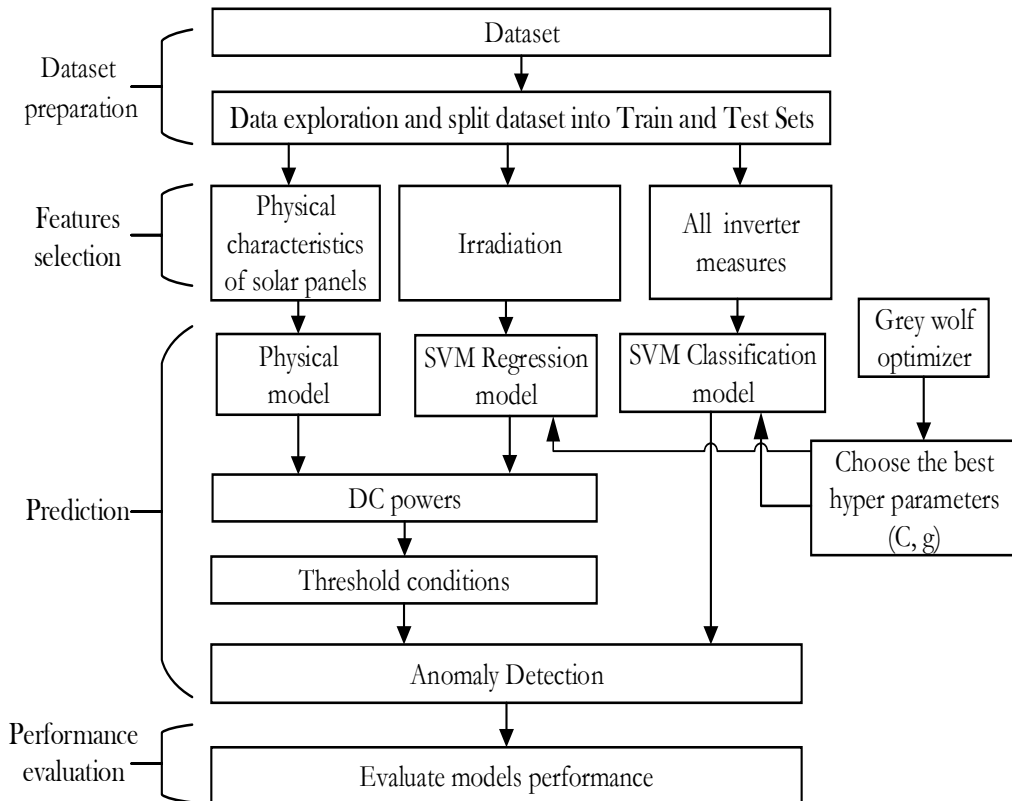 Dataset
Dataset
preparation
Data exploration and split dataset into Train and Test Sets
Features
selection
Physical
characteristics
of solar panels
Irradiation
All inverter
measures
Grey wolf
optimizer
Physical
model
SVM Regression
model
SVM Classification
model
Choose the best
hyper parameters
(C, g)
Prediction
DC powers
Threshold conditions
Anomaly Detection
Performance
evaluation
Evaluate models performance